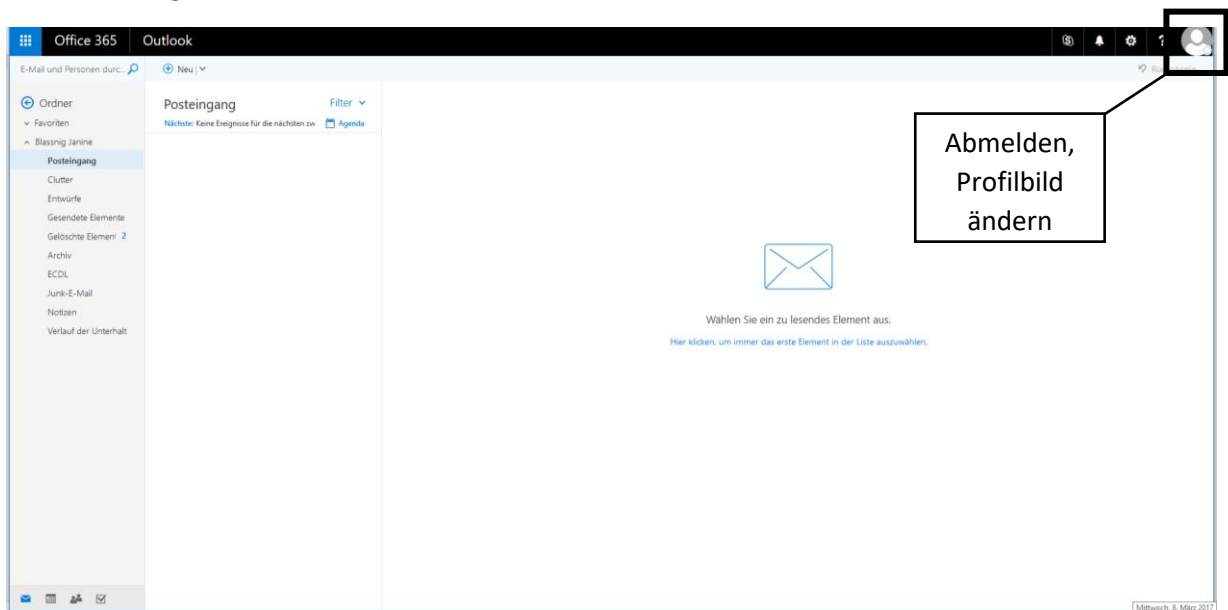 Office 365 Outlook
E-Mail und Personen durc...
Neu
Ordner
Favoriten
Blassnig Janine
Posteingang
Clutter
Entwürfe
Gesendete Elemente
Gelöschte Element 2
Archiv
ECDL
Junk-E-Mail
Notizen
Verlauf der Unterhalt
Posteingang Filter
Nächste: Keine Ereignisse für die nächsten zw Agenda
Abmelden,
Profilbild
ändern
Wählen Sie ein zu lesendes Element aus.
Hier klicken, um immer das erste Element in der Liste auszuwählen.
Mittwoch, 8. März 2017